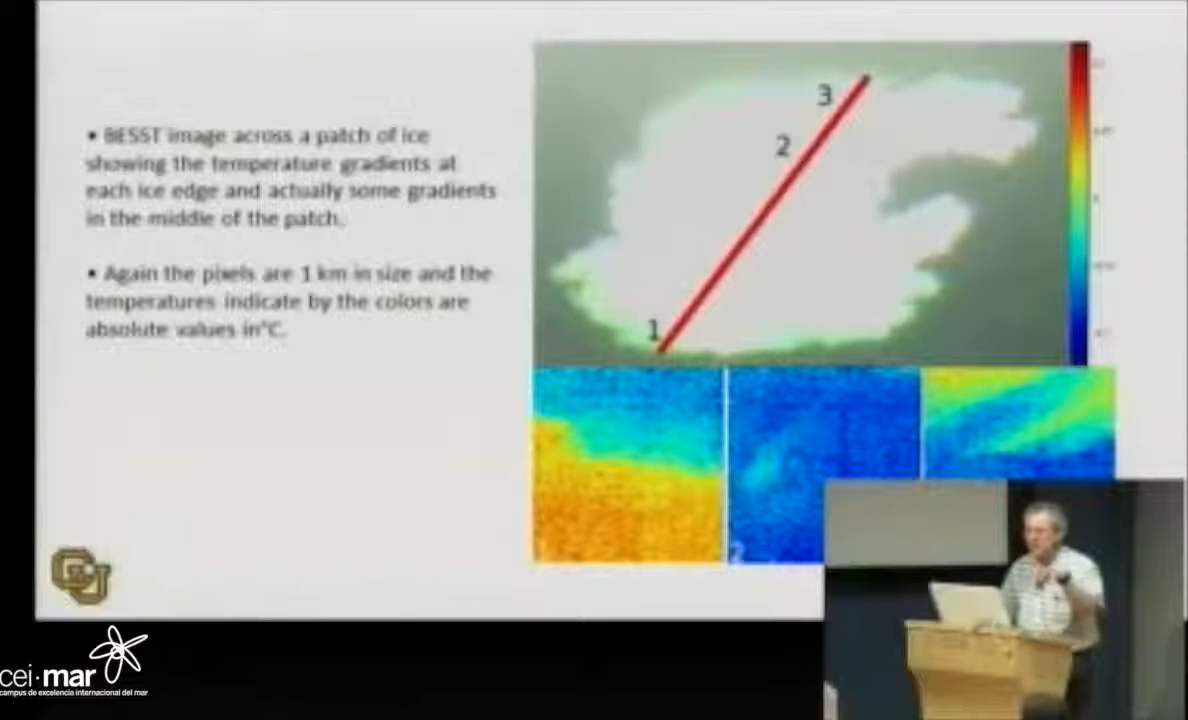 • BESST image across a patch of ice
showing the temperature gradients at
each ice edge and actually some gradients
in the middle of the patch.
• Again the pixels are 1 km in size and the
temperatures indicate by the colors are
absolute values in°C.
3
2
1
2
CU
cei·mar
campus de excelencia internacional del mar